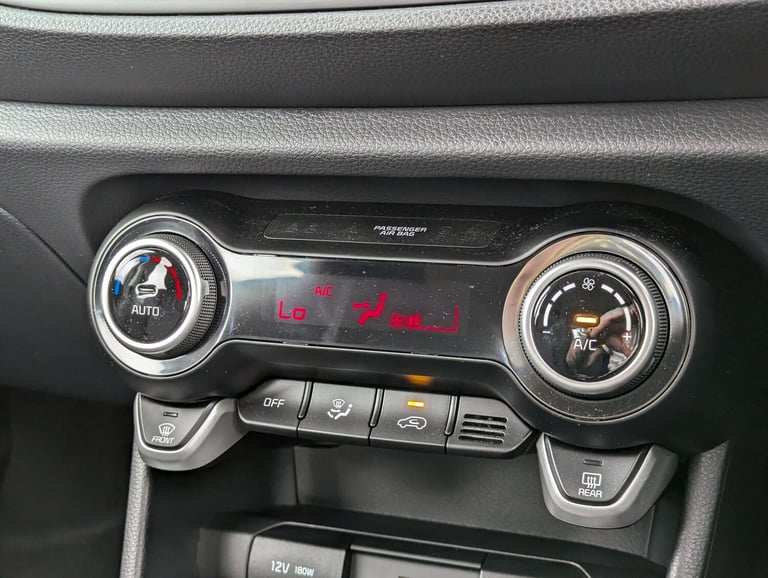 PASSENGER
AIR BAG
A/C
Lo
AUTO
A/C
- +
OFF
FRONT
REAR
12V 180W